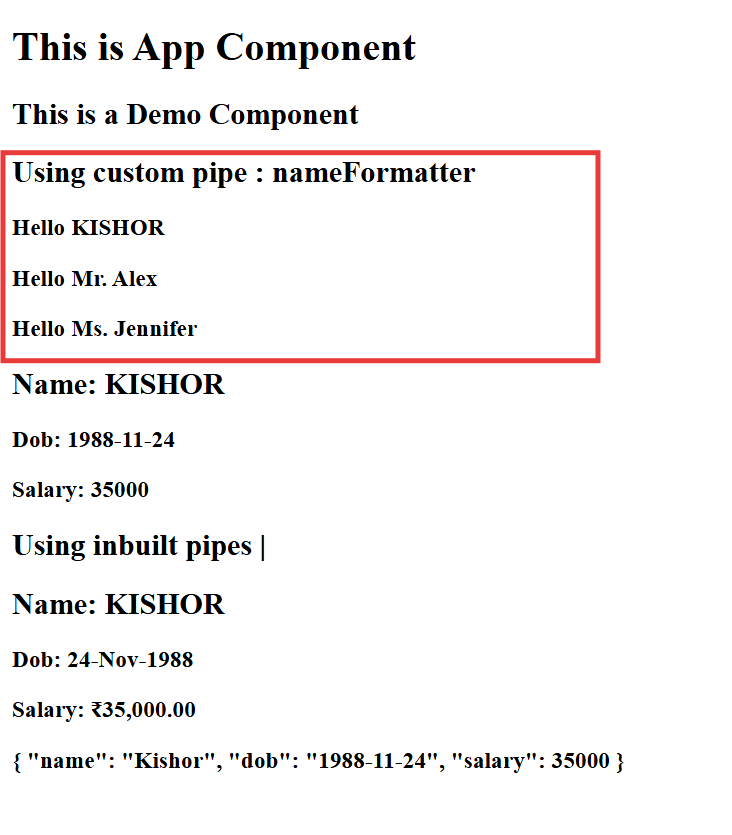 This is App Component
This is a Demo Component
Using custom pipe : nameFormatter
Hello KISHOR
Hello Mr. Alex
Hello Ms. Jennifer
Name: KISHOR
Dob: 1988-11-24
Salary: 35000
Using inbuilt pipes |
Name: KISHOR
Dob: 24-Nov-1988
Salary: ₹35,000.00
{ "name": "Kishor", "dob": "1988-11-24", "salary": 35000 }